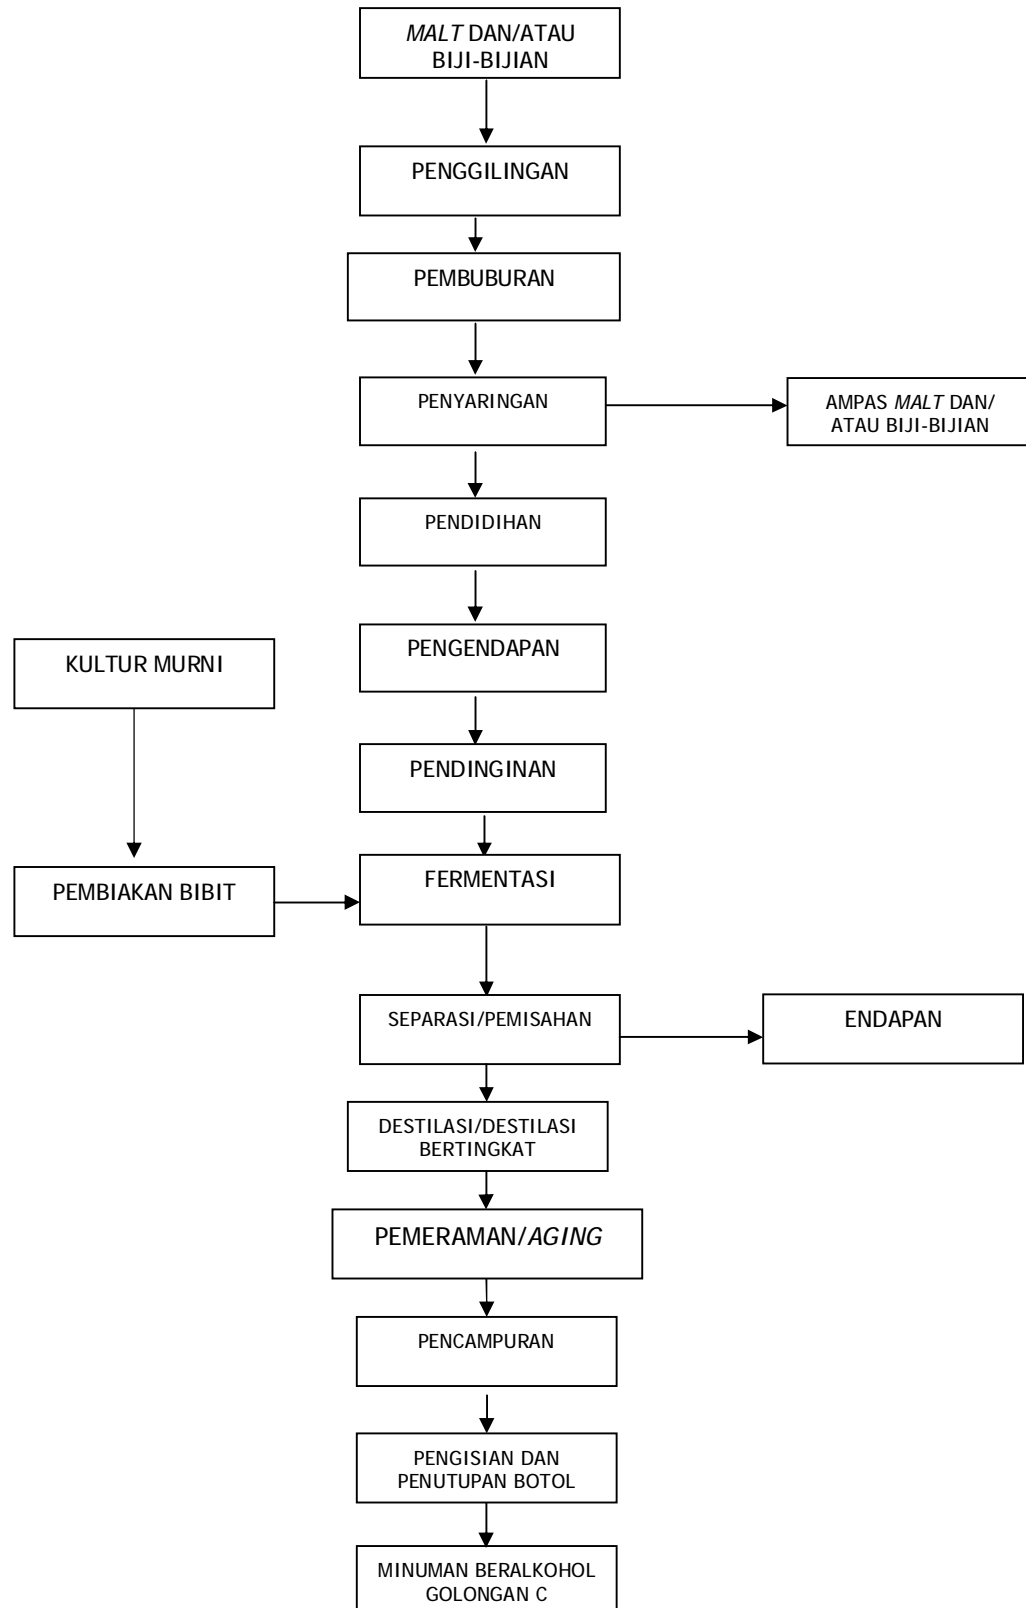 MALT DAN/ATAU
BIJI-BIJIAN
PENGGILINGAN
PEMBUBURAN
PENYARINGAN
AMPAS MALT DAN/
ATAU BIJI-BIJIAN
PENDIDIHAN
PENGENDAPAN
KULTUR MURNI
PENDINGINAN
PEMBIAKAN BIBIT
FERMENTASI
SEPARASI/PEMISAHAN
ENDAPAN
DESTILASI/DESTILASI
BERTINGKAT
PEMERAMAN/AGING
PENCAMPURAN
PENGISIAN DAN
PENUTUPAN BOTOL
MINUMAN BERALKOHOL
GOLONGAN C